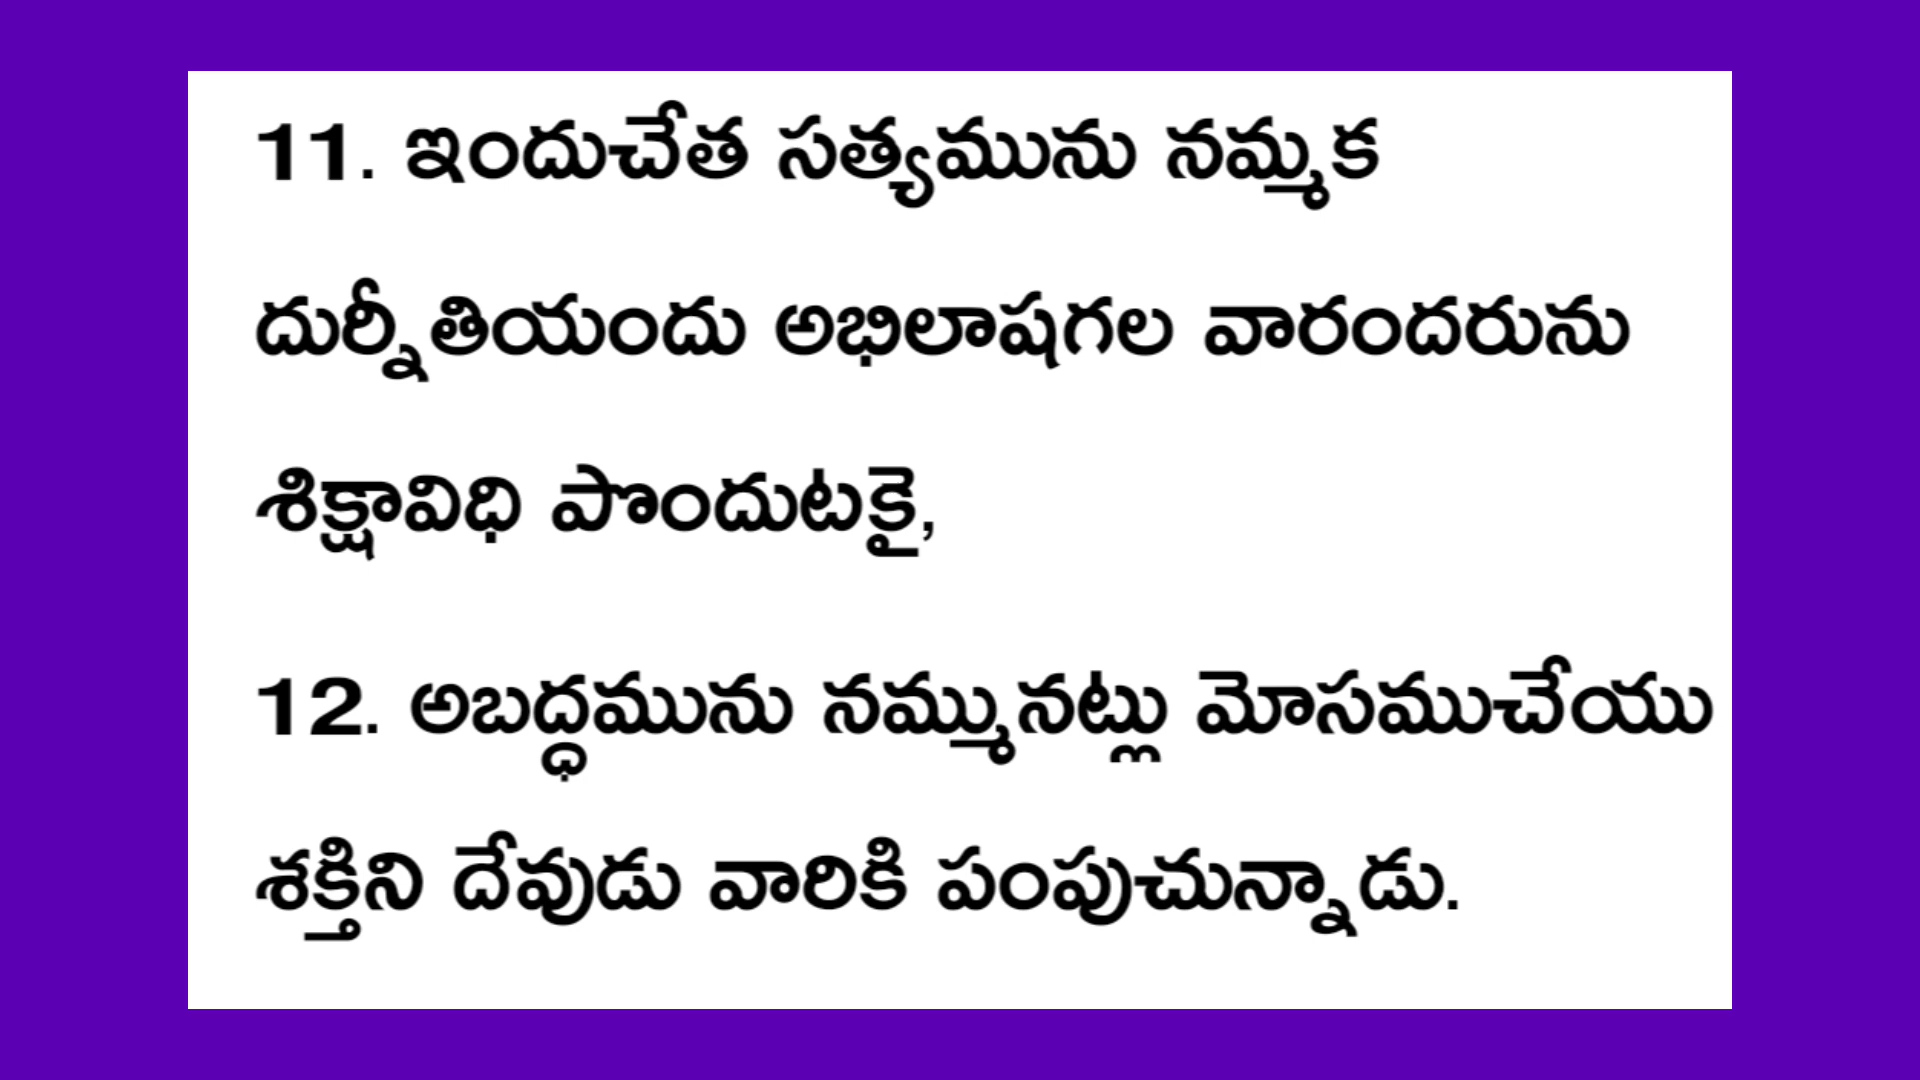 11. ఇందుచేత సత్యమును నమ్మక
దుర్నీతియందు అభిలాషగల వారందరును
శిక్షావిధి పొందుటకై,
12. అబద్ధమును నమ్మునట్లు మోసముచేయు
శక్తిని దేవుడు వారికి పంపుచున్నాడు.